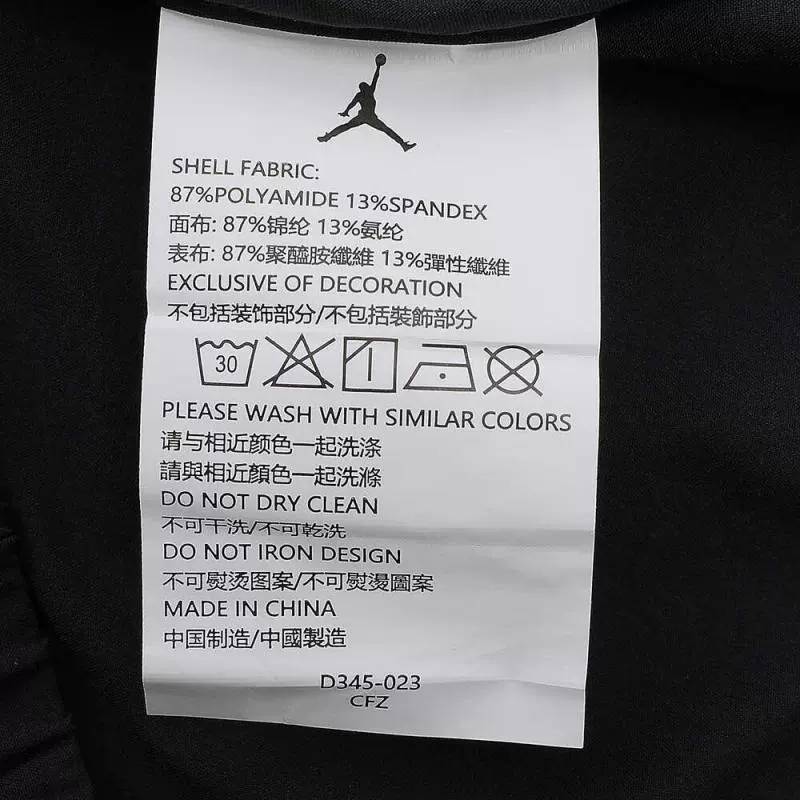 SHELL FABRIC:
87%POLYAMIDE 13%SPANDEX
面布: 87%锦纶 13%氨纶
表布: 87%聚醯胺纖維 13%彈性纖維
EXCLUSIVE OF DECORATION
不包括装饰部分/不包括裝飾部分
30
PLEASE WASH WITH SIMILAR COLORS
请与相近颜色一起洗涤
請與相近顏色一起洗滌
DO NOT DRY CLEAN
不可干洗/不可乾洗
DO NOT IRON DESIGN
不可熨烫图案/不可熨燙圖案
MADE IN CHINA
中国制造/中國製造
D345-023
CFZ